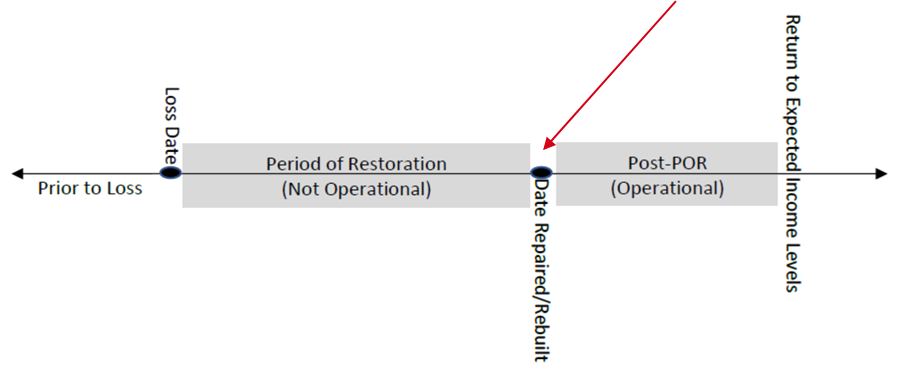 Loss Date
Prior to Loss
Period of Restoration
(Not Operational)
Date Repaired/Rebuilt
Post-POR
(Operational)
Return to Expected Income Levels